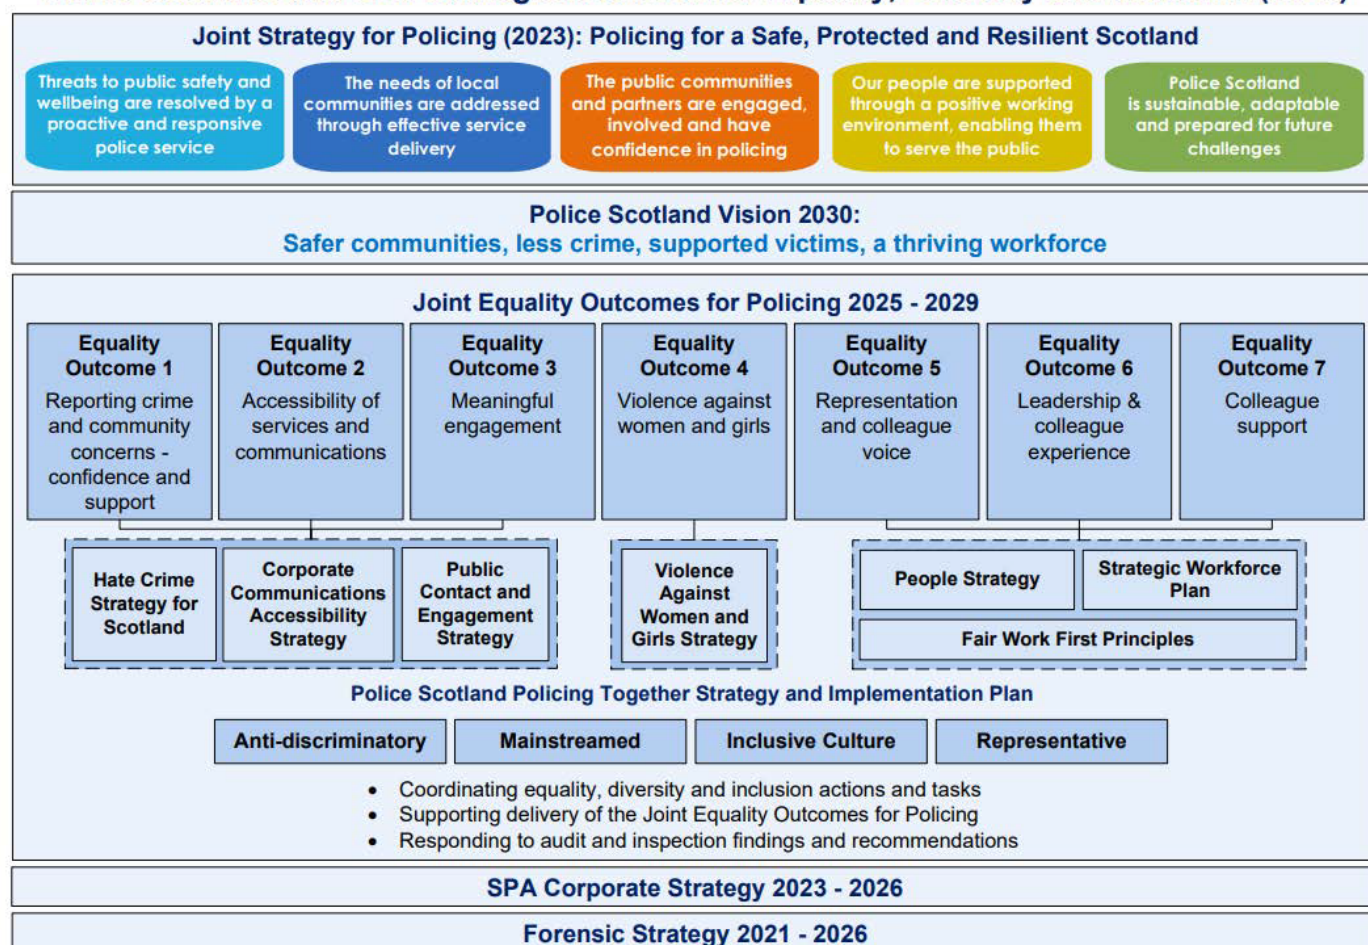 Joint Strategy for Policing (2023): Policing for a Safe, Protected and Resilient Scotland
Threats to public safety and
wellbeing are resolved by a
proactive and responsive
police service
The needs of local
communities are addressed
through effective service
delivery
The public communities
and partners are engaged,
involved and have
confidence in policing
Our people are supported
through a positive working
environment, enabling them
to serve the public
Police Scotland
is sustainable, adaptable
and prepared for future
challenges
Police Scotland Vision 2030:
Safer communities, less crime, supported victims, a thriving workforce
Joint Equality Outcomes for Policing 2025 - 2029
Equality
Outcome 1
Reporting crime
and community
concerns -
confidence and
support
Equality
Outcome 2
Accessibility of
services and
communications
Equality
Outcome 3
Meaningful
engagement
Equality
Outcome 4
Violence against
women and girls
Equality
Outcome 5
Representation
and colleague
voice
Equality
Outcome 6
Leadership &
colleague
experience
Equality
Outcome 7
Colleague
support
Hate Crime
Strategy for
Scotland
Corporate
Communications
Accessibility
Strategy
Public
Contact and
Engagement
Strategy
Violence
Against
Women and
Girls Strategy
People Strategy
Strategic Workforce
Plan
Fair Work First Principles
Police Scotland Policing Together Strategy and Implementation Plan
Anti-discriminatory
Mainstreamed
Inclusive Culture
Representative
• Coordinating equality, diversity and inclusion actions and tasks
• Supporting delivery of the Joint Equality Outcomes for Policing
• Responding to audit and inspection findings and recommendations
SPA Corporate Strategy 2023 - 2026
Forensic Strategy 2021 - 2026